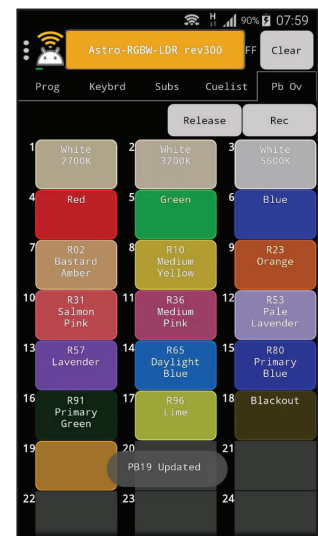 H 90% 07:59
Astro-RGBW-LDR rev300 FF Clear
Prog Keybrd Subs Cuelist Pb Ov
Release Rec
1 White 2 White 3 White
2700K 3200K 5600K
4 Red 5 Green 6 Blue
7 R02 8 R10 9 R23
Bastard Medium Orange
Amber Yellow
10 R31 11 R36 12 R53
Salmon Medium Pale
Pink Pink Lavender
13 R57 14 R65 15 R80
Lavender Daylight Primary
Blue Blue
16 R91 17 R96 18 Blackout
Primary Lime
Green
19 20 21
PB19 Updated
22 23 24